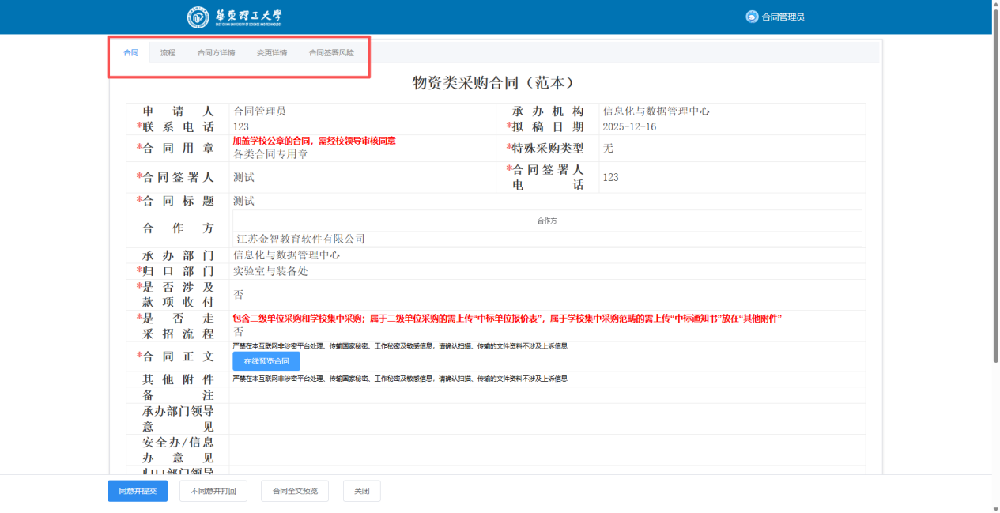 華東理工大學
EAST CHINA UNIVERSITY OF SCIENCE AND TECHNOLOGY
合同管理员
合同 流程 合同方详情 变更详情 合同签署风险
物资类采购合同（范本）
申请人 合同管理员 承办机构 信息化与数据管理中心
*联系电话 123 *拟稿日期 2025-12-16
*合同用章 加盖学校公章的合同，需经校领导审核同意
各类合同专用章
*特殊采购类型 无
*合同签署人 测试 *合同签署人
电话 123
*合同标题 测试
合作方 合作方
江苏金智教育软件有限公司
承办部门 信息化与数据管理中心
*归口部门 实验室与装备处
*是否涉及
款项收付 否
*是否走
采招流程 包含二级单位采购和学校集中采购；属于二级单位采购的需上传“中标单位报价表”，属于学校集中采购范畴的需上传“中标通知书”放在“其他附件”
否
*合同正文 严禁在本互联网非涉密平台处理、传输国家秘密、工作秘密及敏感信息，请确认扫描、传输的文件资料不涉及上诉信息
在线预览合同
其他附件 严禁在本互联网非涉密平台处理、传输国家秘密、工作秘密及敏感信息，请确认扫描、传输的文件资料不涉及上诉信息
备注
承办部门领导
意见
安全办/信息
办意见
归口部门领导
同意并提交 不同意并打回 合同全文预览 关闭